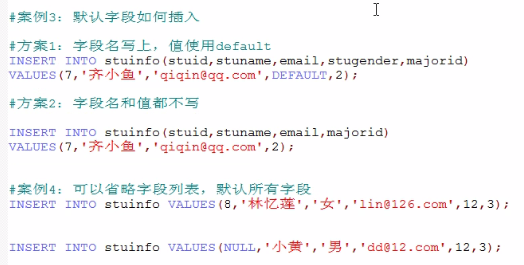 #案例3：默认字段如何插入
#方案1：字段名写上，值使用default
INSERT INTO stuinfo(stuid,stuname,email,stugender,majorid)
VALUES(7,'齐小鱼','qiqin@qq.com',DEFAULT,2);
#方案2：字段名和值都不写
INSERT INTO stuinfo(stuid,stuname,email,majorid)
VALUES(7,'齐小鱼','qiqin@qq.com',2);
#案例4：可以省略字段列表，默认所有字段
INSERT INTO stuinfo VALUES(8,'林忆莲','女','lin@126.com',12,3);
INSERT INTO stuinfo VALUES(NULL,'小黄','男','dd@12.com',12,3);